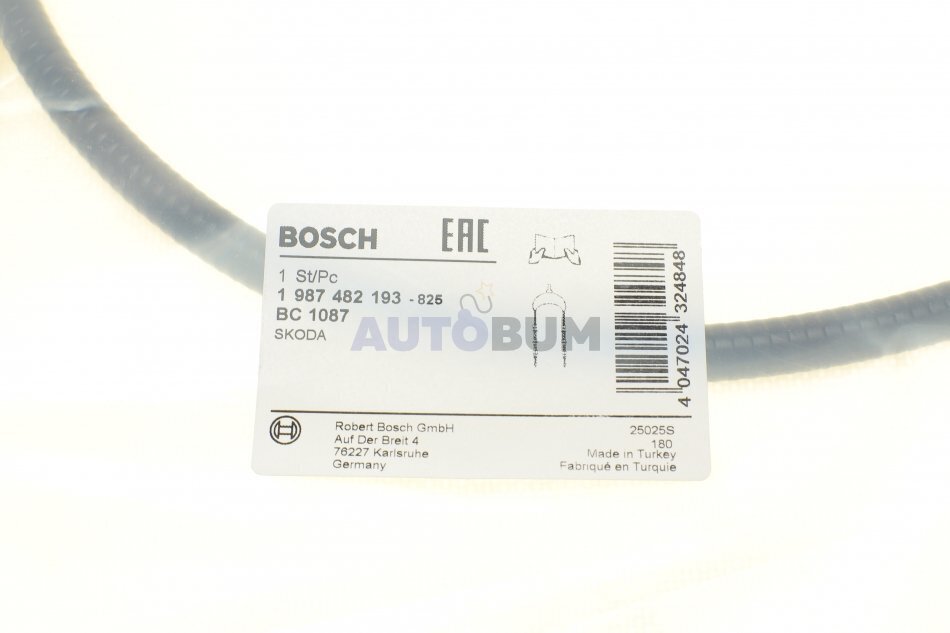 BOSCH
EAC
1 St/Pc
1 987 482 193 - 825
BC 1087
SKODA
AUTOBUM
4 047024 324848
Robert Bosch GmbH
Auf Der Breit 4
76227 Karlsruhe
Germany
25025S
180
Made in Turkey
Fabriqué en Turquie